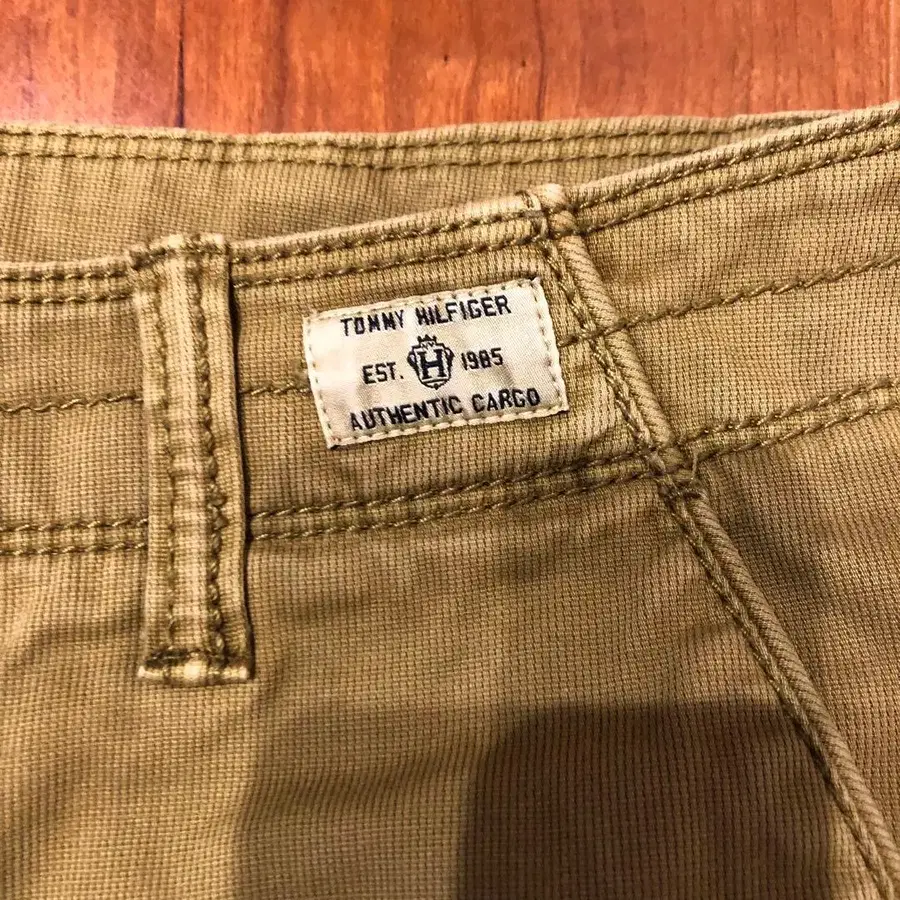 TOMMY HILFIGER
EST. H 1985
AUTHENTIC CARGO